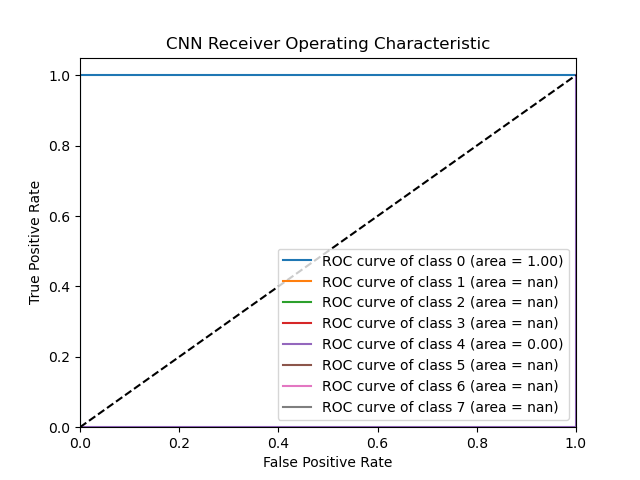 CNN Receiver Operating Characteristic
True Positive Rate
1.0
0.8
0.6
0.4
0.2
0.0
ROC curve of class 0 (area = 1.00)
ROC curve of class 1 (area = nan)
ROC curve of class 2 (area = nan)
ROC curve of class 3 (area = nan)
ROC curve of class 4 (area = 0.00)
ROC curve of class 5 (area = nan)
ROC curve of class 6 (area = nan)
ROC curve of class 7 (area = nan)
0.0 0.2 0.4 0.6 0.8 1.0
False Positive Rate